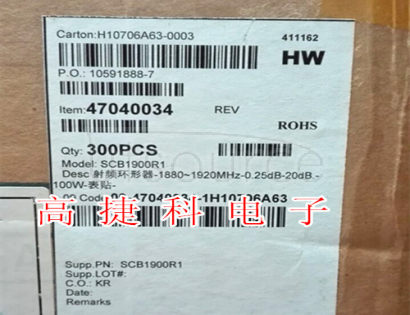 Carton:H10706A63-0003
411162
HW
P.O.: 10591888-7
Item:47040034 REV
ROHS
Qty: 300PCS
Model: SCB1900R1
Desc 射频环形器-1880~1920MHz-0.25dB-20dB.-
100W-表贴-
1H10706A63
高捷科电子
Supp.PN: SCB1900R1
Supp.LOT#:
C.O.: KR
Date:
Remarks